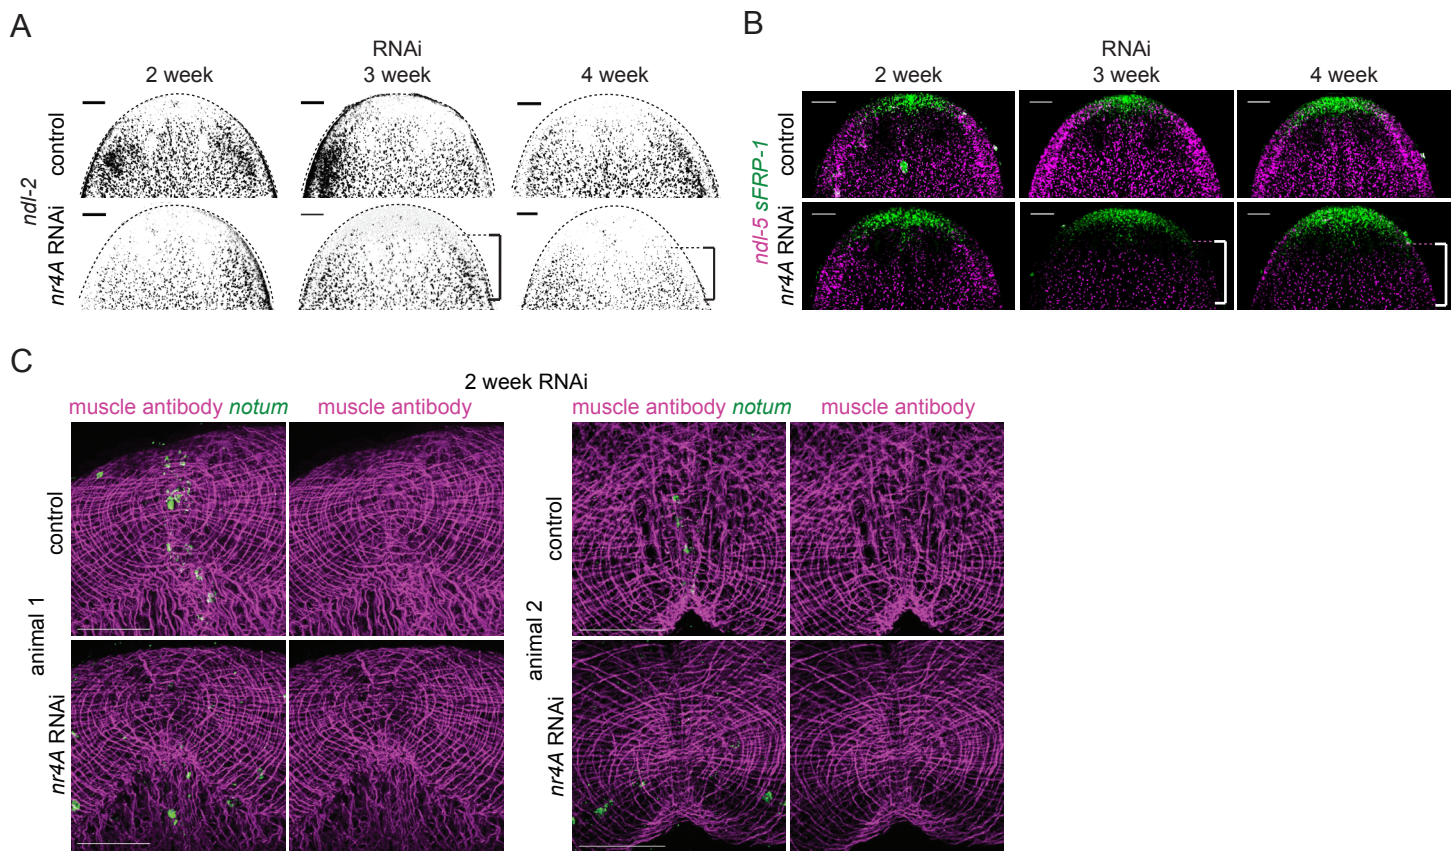 A
RNAi
2 week
3 week
4 week
ndl-2
control
nr4A RNAi
B
RNAi
2 week
3 week
4 week
ndl-5 sFRP-1
control
nr4A RNAi
C
2 week RNAi
muscle antibody notum
muscle antibody
muscle antibody notum
muscle antibody
animal 1
control
nr4A RNAi
animal 2
control
nr4A RNAi